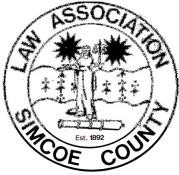 LAW ASSOCIATION
Est. 1892
SIMCOE COUNTY